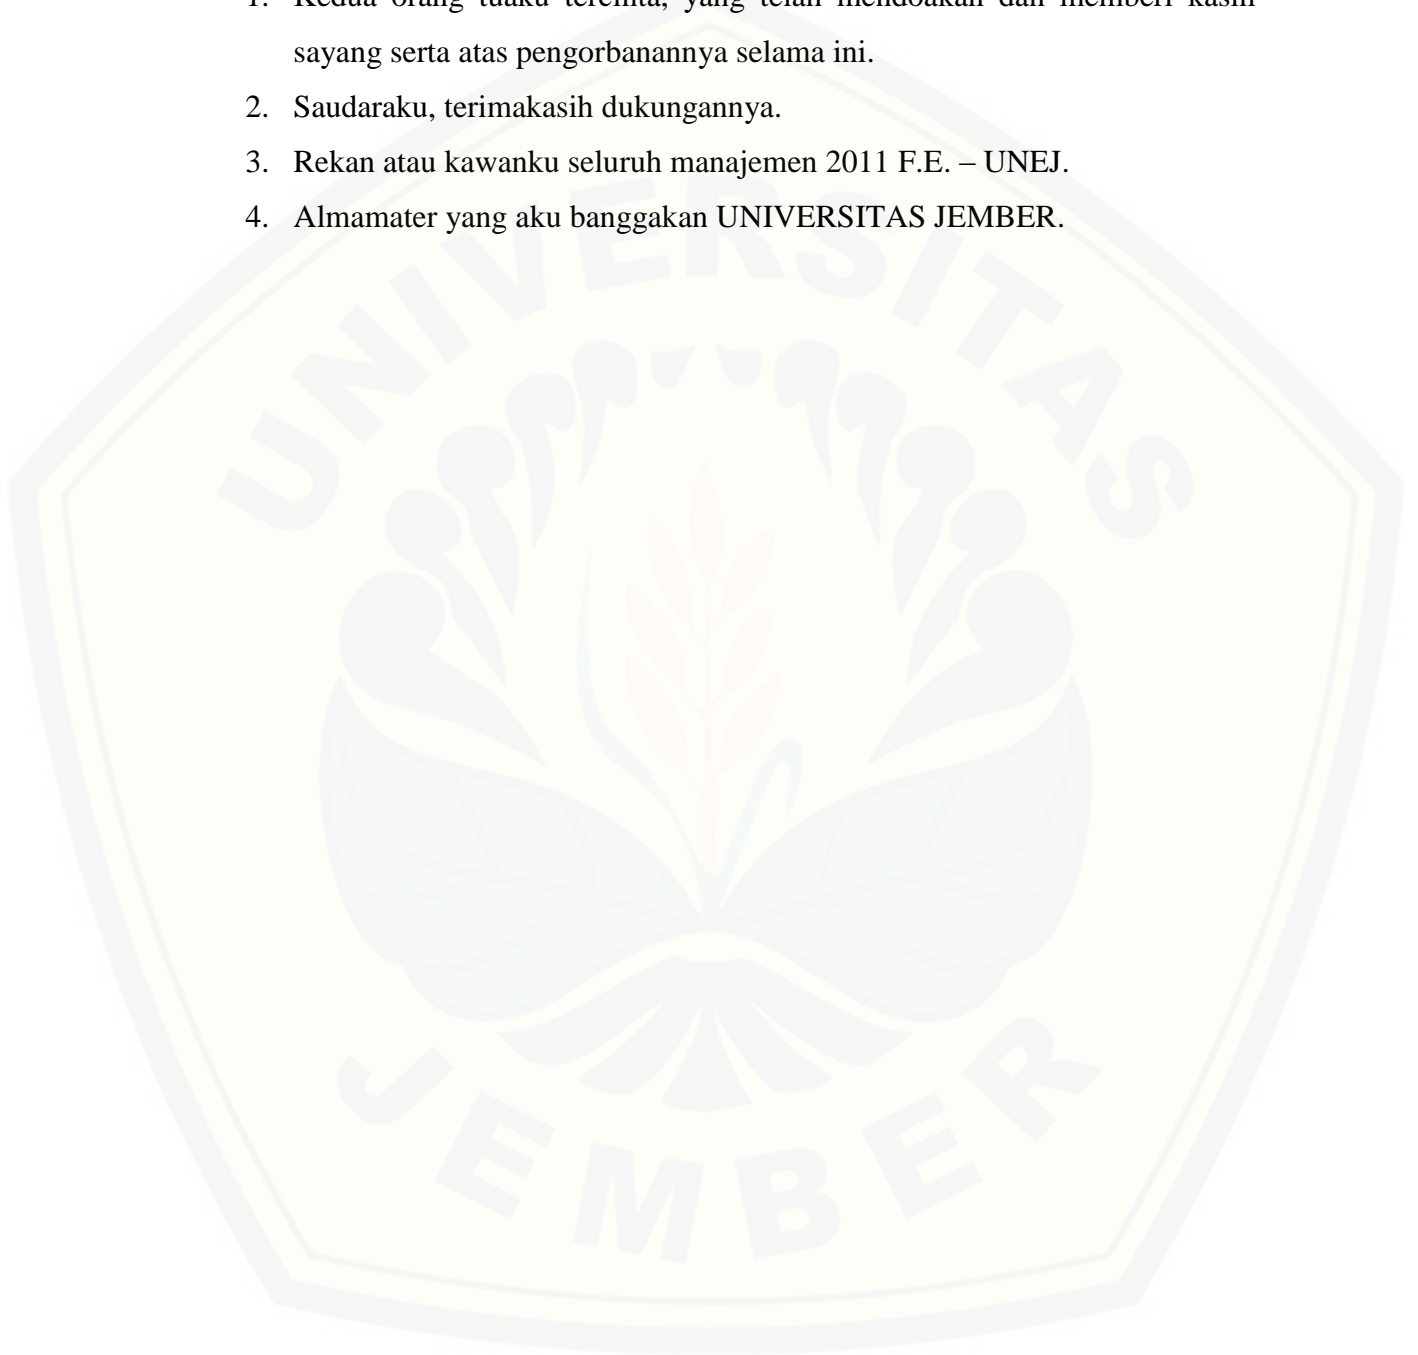 1. Kedua orang tuaku tercinta, yang telah mendoakan dan memberi kasih
sayang serta atas pengorbanannya selama ini.
2. Saudaraku, terimakasih dukungannya.
3. Rekan atau kawanku seluruh manajemen 2011 F.E. – UNEJ.
4. Almamater yang aku banggakan UNIVERSITAS JEMBER.
UNIVERSITAS
JEMBER